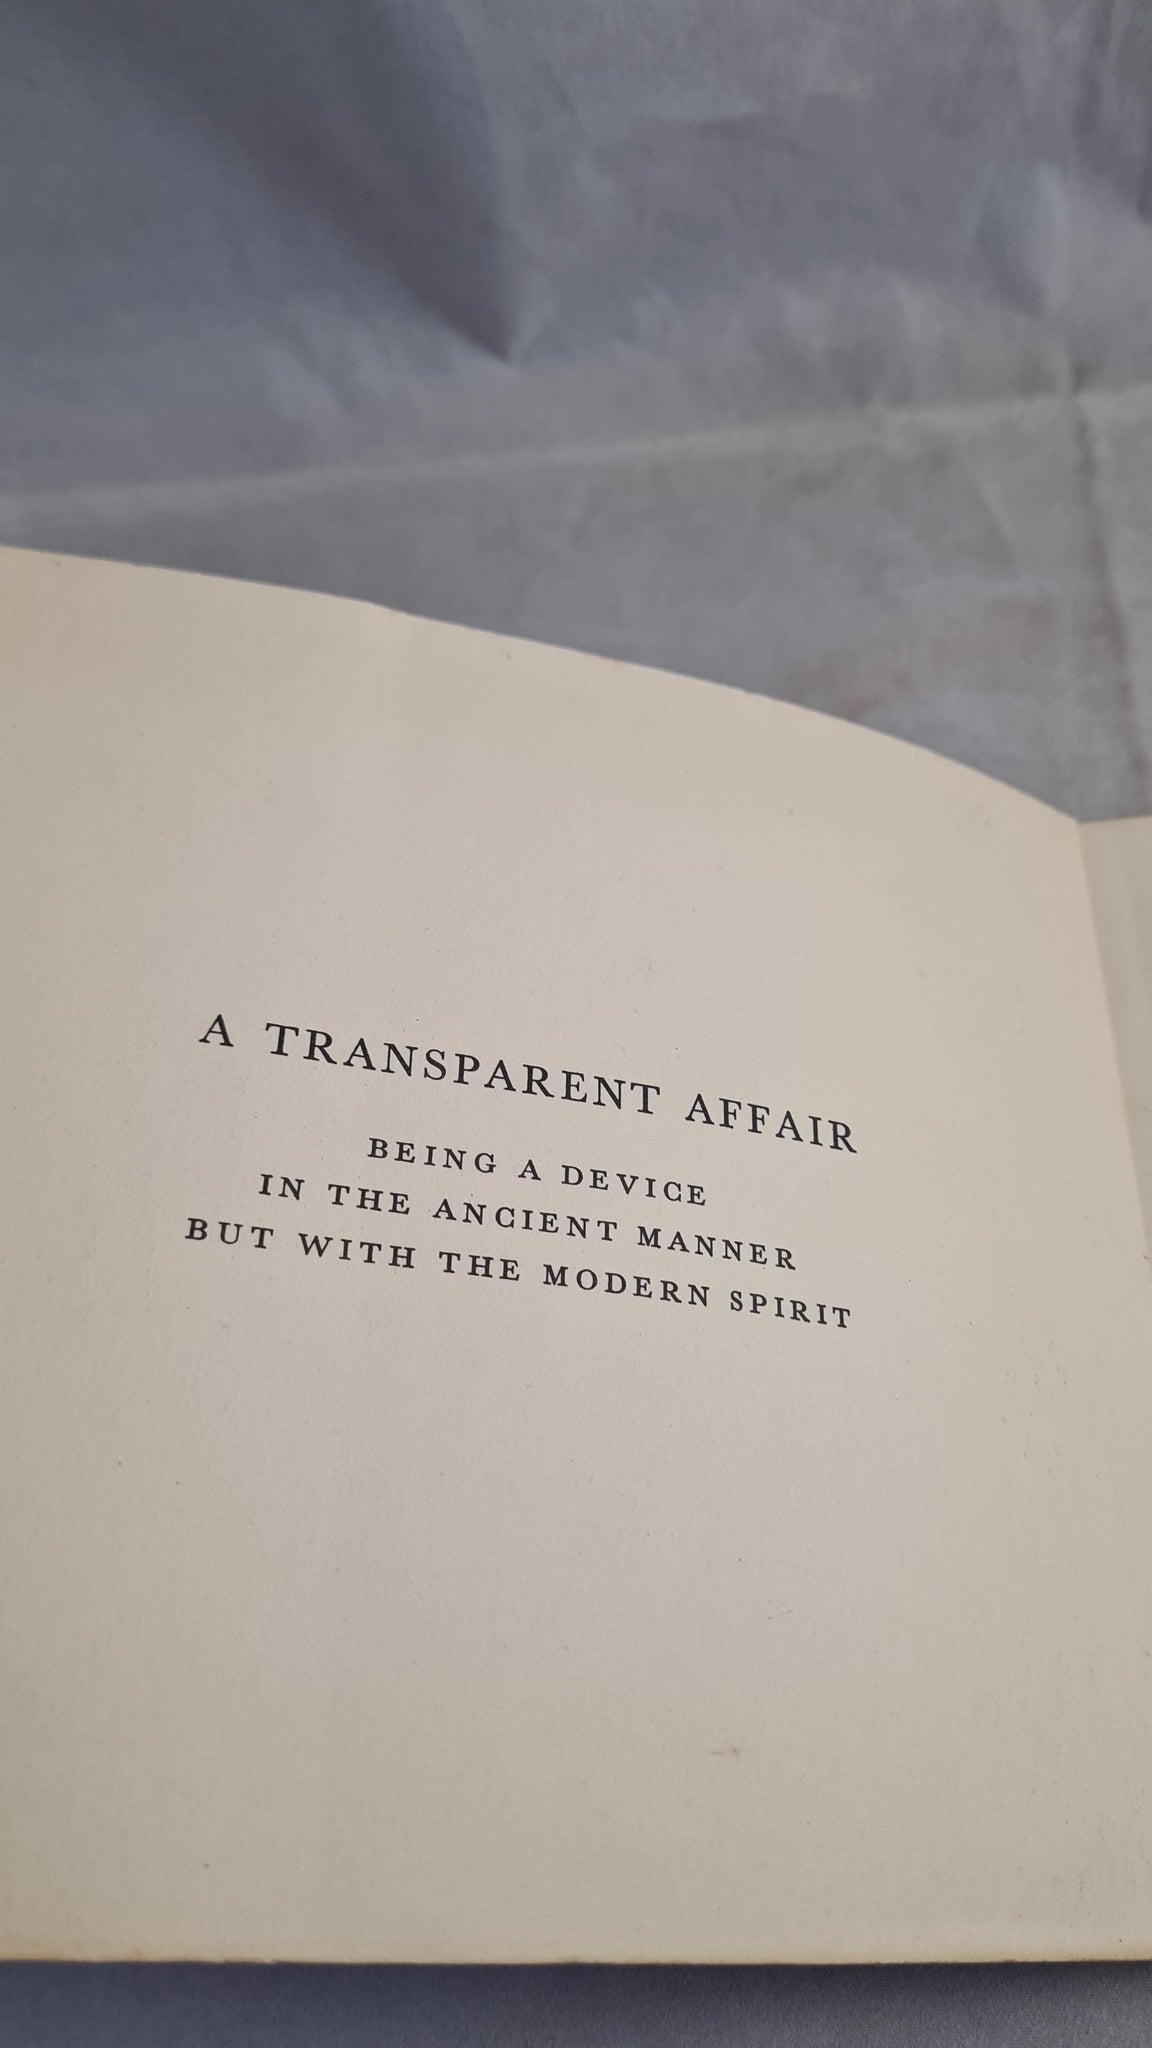 A TRANSPARENT AFFAIR
BEING A DEVICE
IN THE ANCIENT MANNER
BUT WITH THE MODERN SPIRIT